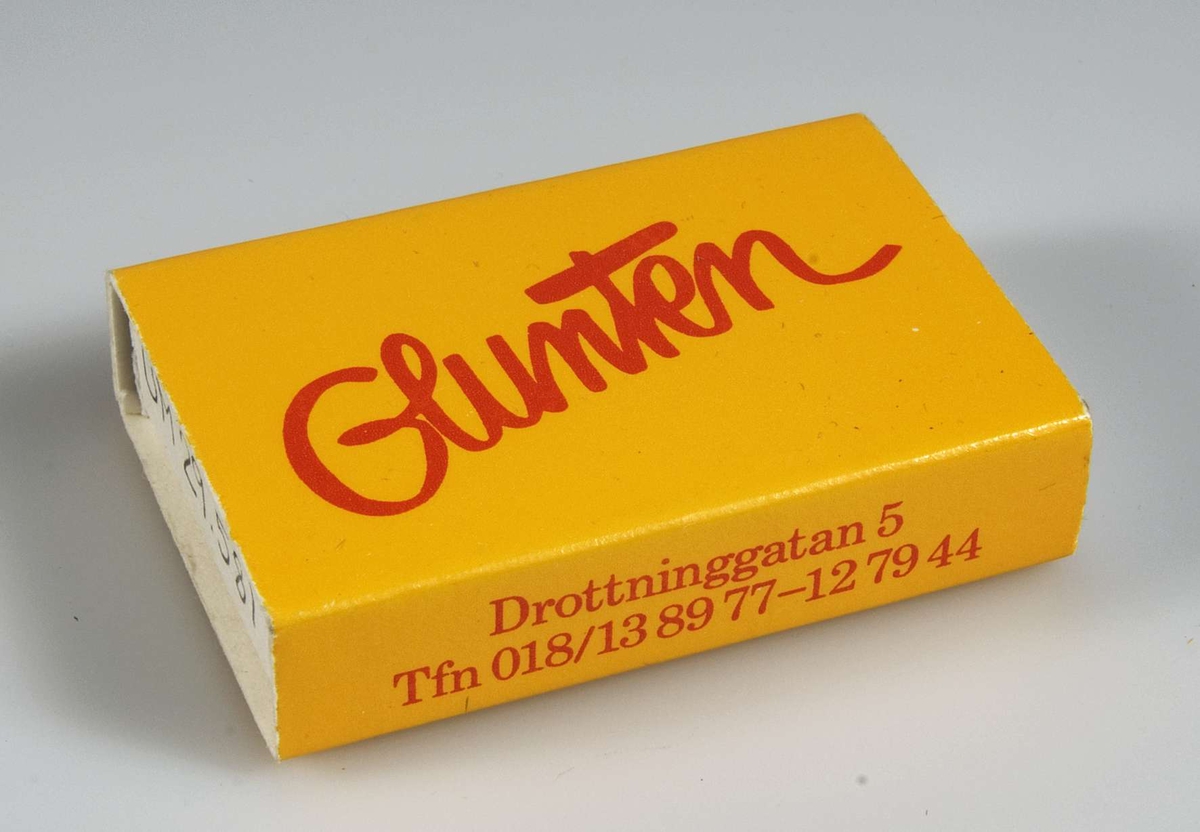 Glunten
Drottninggatan 5
Tfn 018/13 89 77–12 79 44